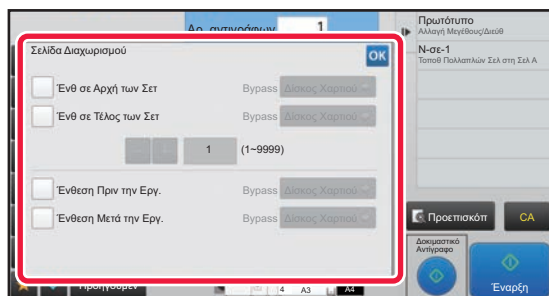 Αρ. αντιγράφων 1
Σελίδα Διαχωρισμού
OK
Ένθ σε Αρχή των Σετ Bypass Δίσκος Χαρτιού
Ένθ σε Τέλος των Σετ Bypass Δίσκος Χαρτιού
1 (1~9999)
Ένθεση Πριν την Εργ. Bypass Δίσκος Χαρτιού
Ένθεση Μετά την Εργ. Bypass Δίσκος Χαρτιού
4 A3 A4
Πρωτότυπο
Αλλαγή Μεγέθους/Διεύθ
N-σε-1
Τοποθ Πολλαπλών Σελ στη Σελ Α
Προεπισκόπ
CA
Δοκιμαστικό
Αντίγραφο
Έναρξη